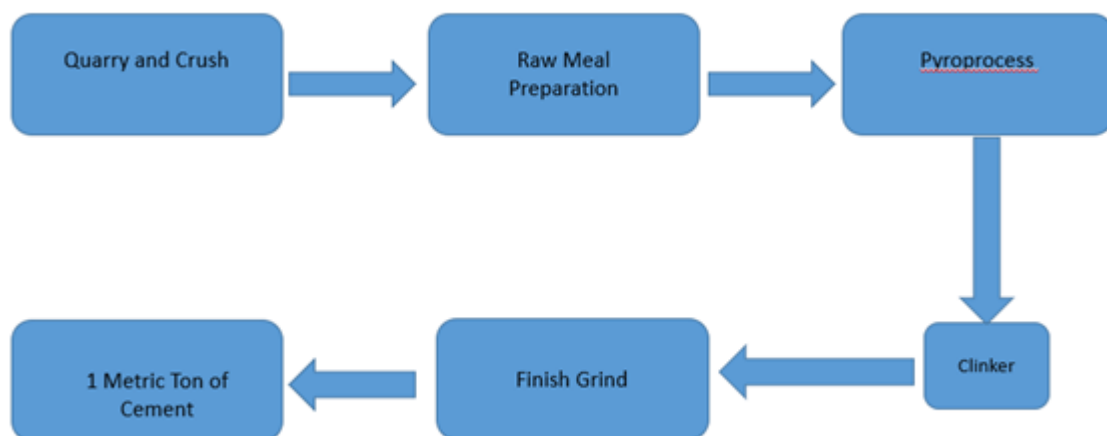 Quarry and Crush
Raw Meal
Preparation
Pyroprocess
Clinker
Finish Grind
1 Metric Ton of
Cement